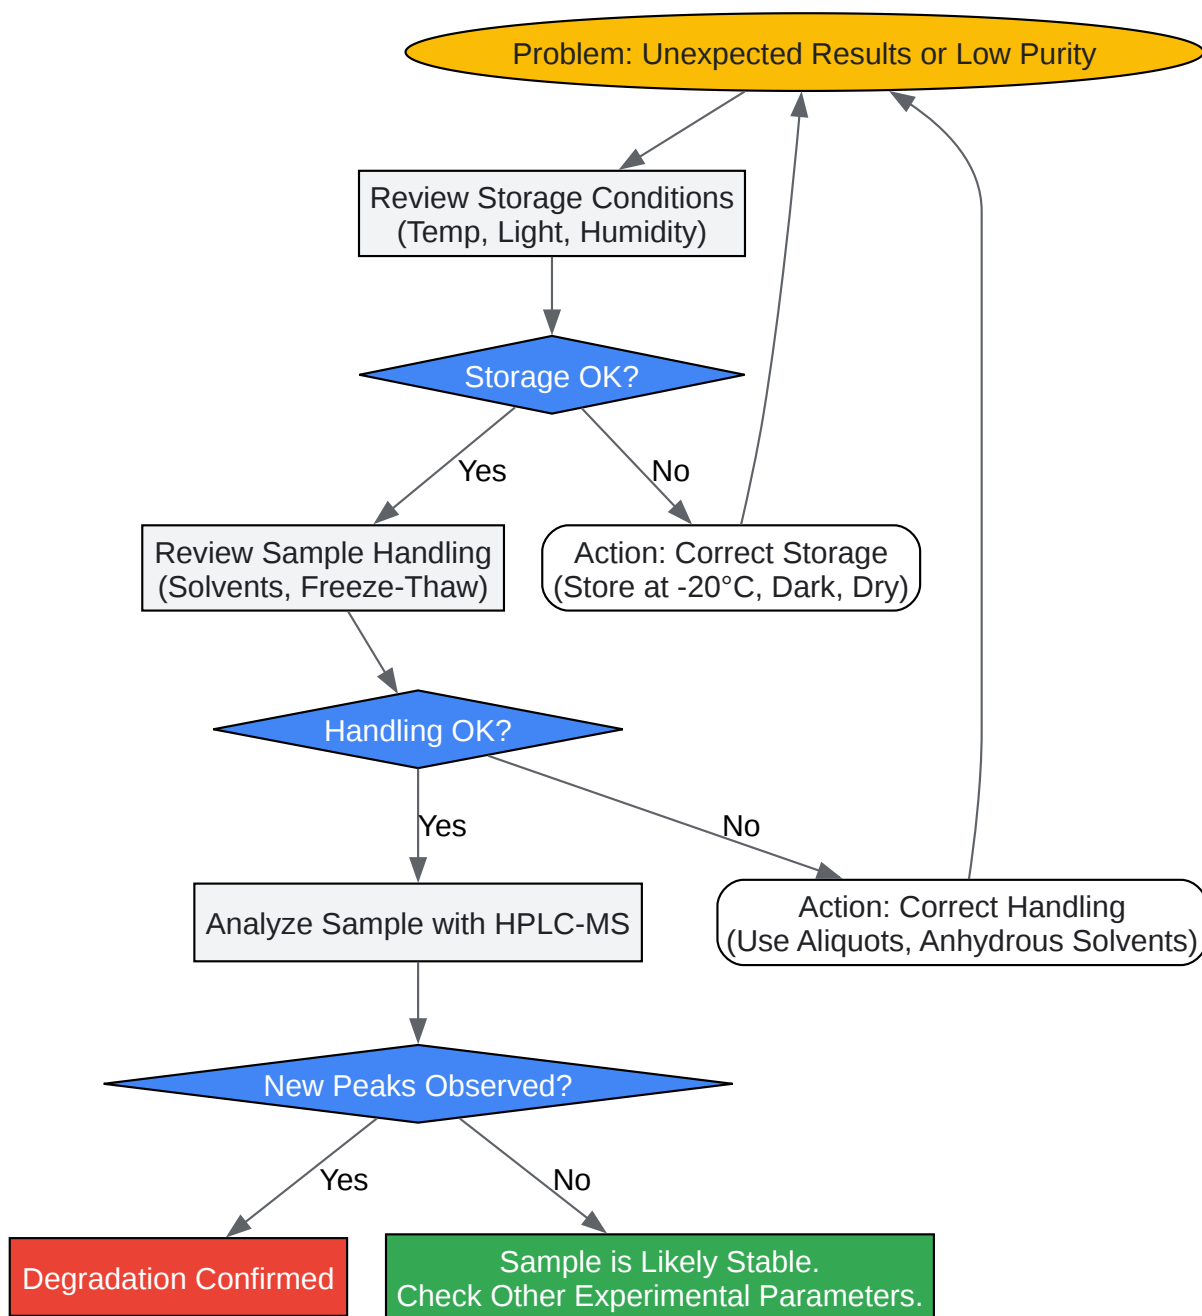 Problem: Unexpected Results or Low Purity
Review Storage Conditions
(Temp, Light, Humidity)
Storage OK?
Yes
No
Review Sample Handling
(Solvents, Freeze-Thaw)
Action: Correct Storage
(Store at -20°C, Dark, Dry)
Handling OK?
Yes
No
Analyze Sample with HPLC-MS
Action: Correct Handling
(Use Aliquots, Anhydrous Solvents)
New Peaks Observed?
Yes
No
Degradation Confirmed
Sample is Likely Stable.
Check Other Experimental Parameters.